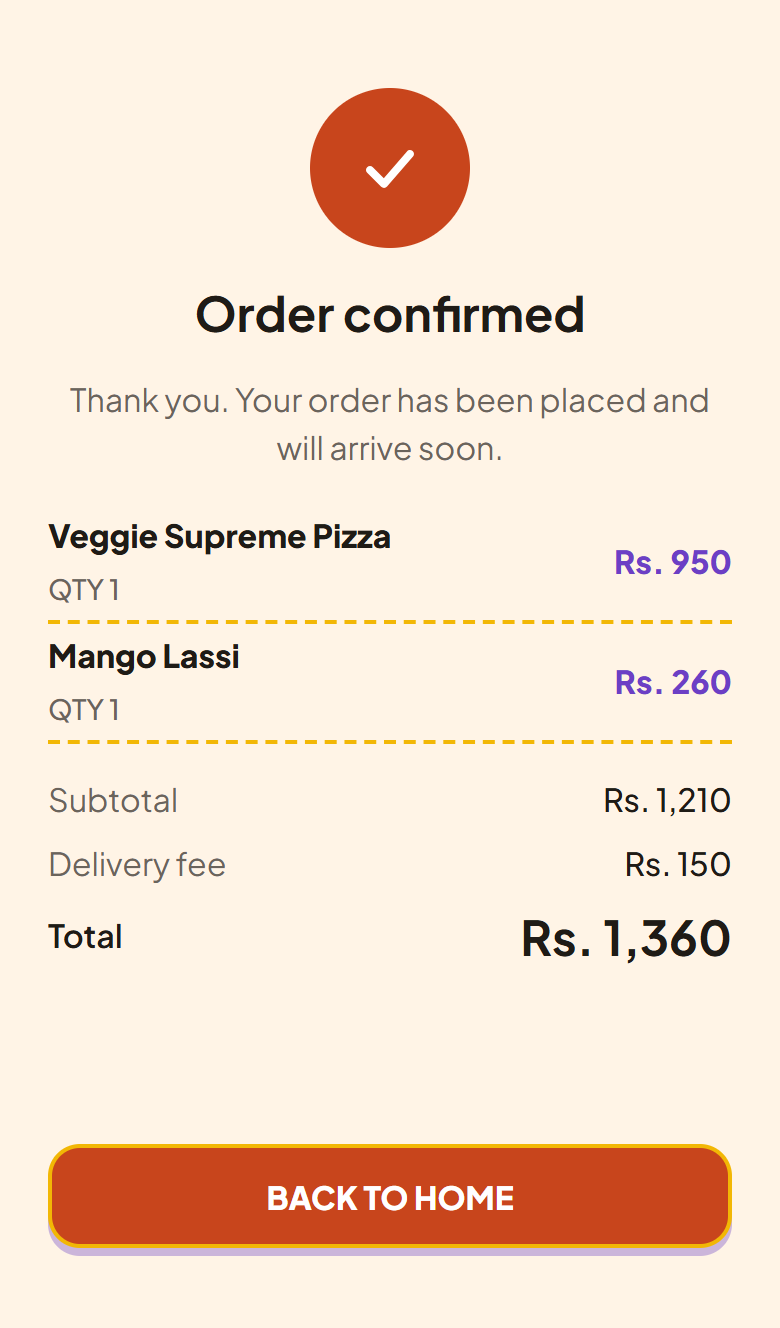 Order confirmed
Thank you. Your order has been placed and
will arrive soon.
Veggie Supreme Pizza
Rs. 950
QTY 1
Mango Lassi
Rs. 260
QTY 1
Subtotal Rs. 1,210
Delivery fee Rs. 150
Total Rs. 1,360
BACK TO HOME